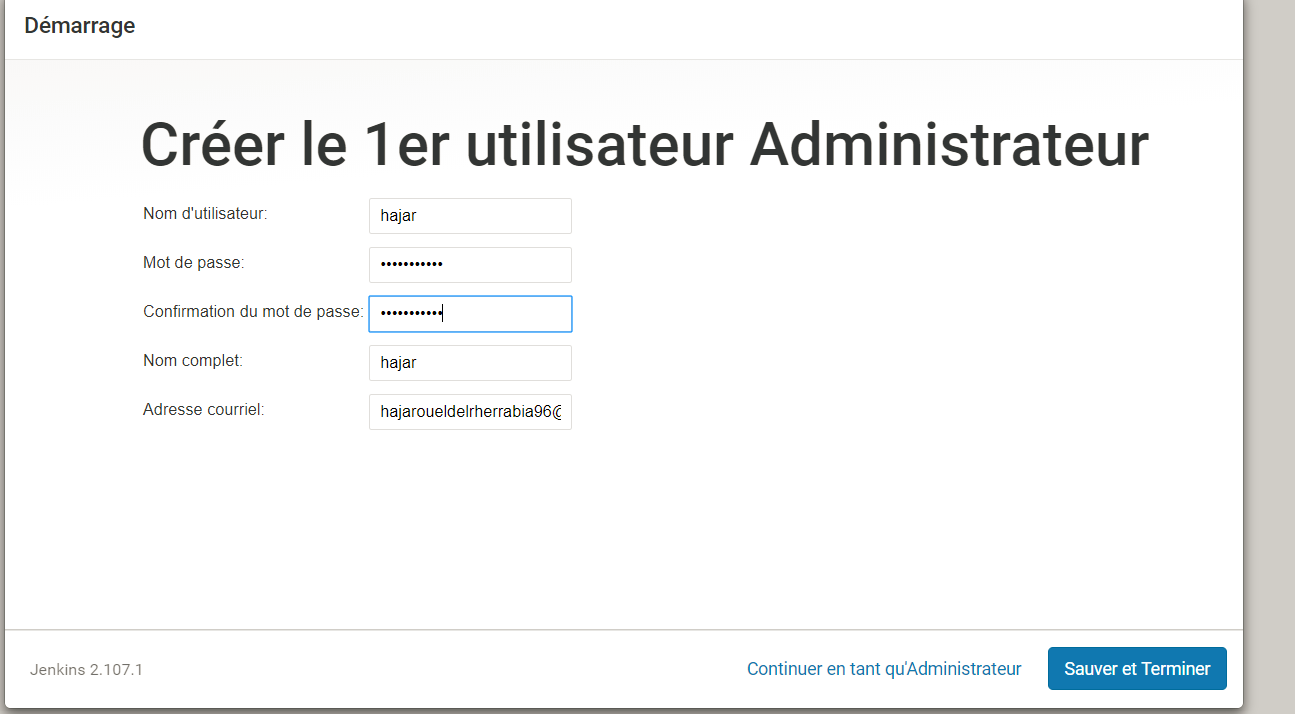 Démarrage
Créer le 1er utilisateur Administrateur
Nom d'utilisateur: hajar
Mot de passe: •••••••••••
Confirmation du mot de passe: •••••••••••
Nom complet: hajar
Adresse courriel: hajaroueldelrherrabia96@
Jenkins 2.107.1 Continuer en tant qu'Administrateur Sauver et Terminer